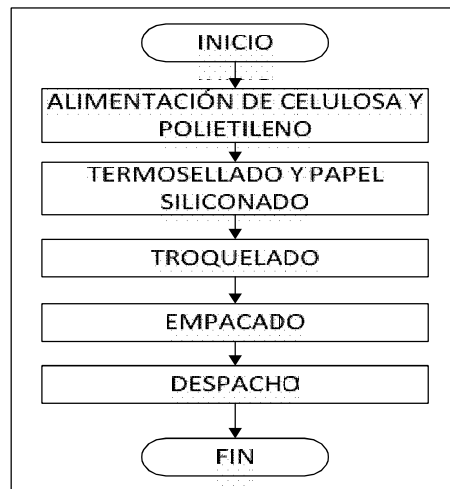 INICIO
ALIMENTACIÓN DE CELULOSA Y
POLIETILENO
TERMOSELLADO Y PAPEL
SILICONADO
TROQUELADO
EMPACADO
DESPACHO
FIN